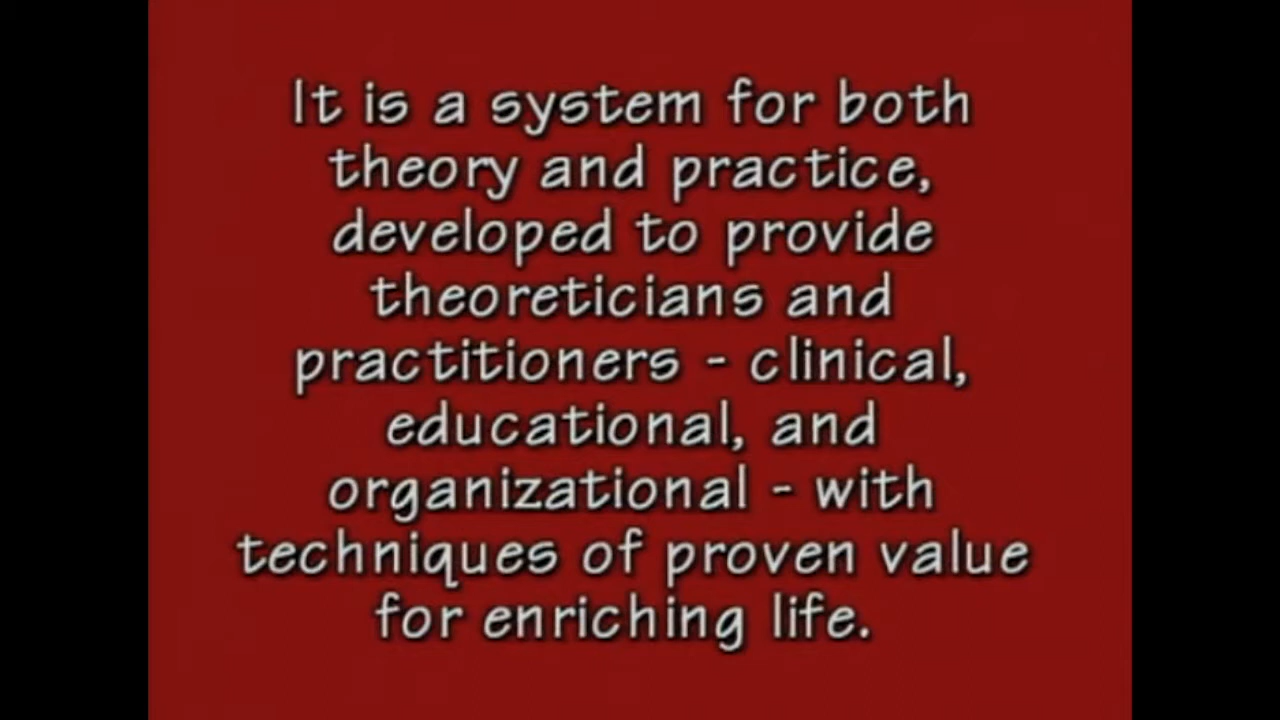 It is a system for both
theory and practice,
developed to provide
theoreticians and
practitioners - clinical,
educational, and
organizational - with
techniques of proven value
for enriching life.